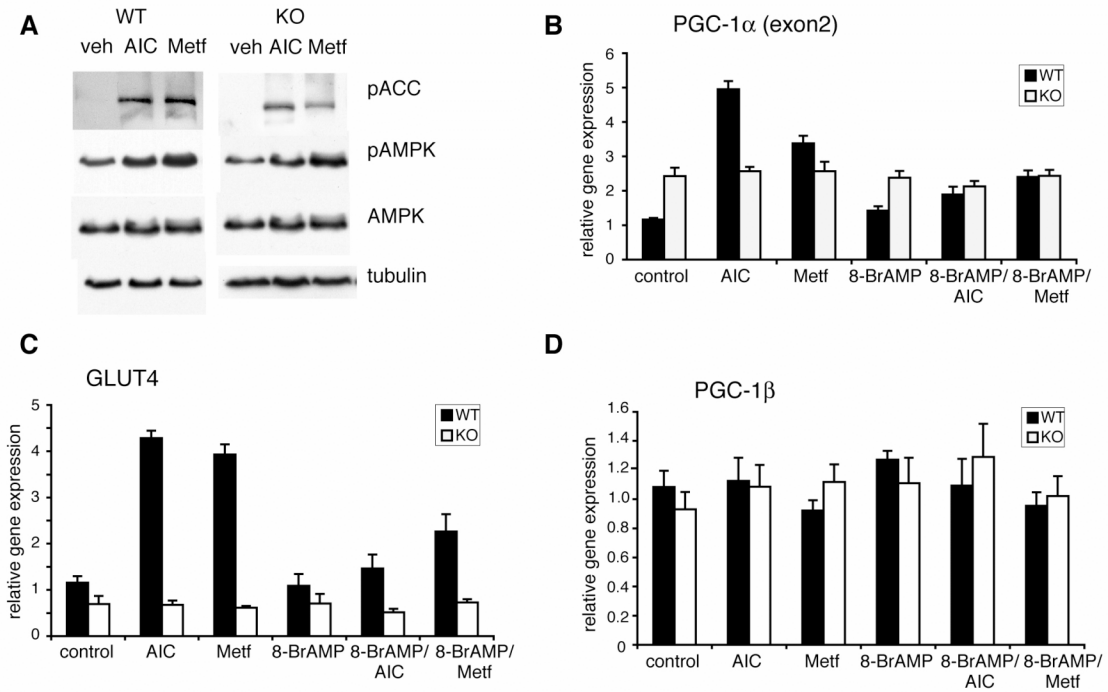 A
WT KO
veh AIC Metf veh AIC Metf
pACC
pAMPK
AMPK
tubulin
B
PGC-1α (exon2)
relative gene expression
6
5
4
3
2
1
0
WT
KO
control AIC Metf 8-BrAMP 8-BrAMP/ 8-BrAMP/
AIC Metf
C
GLUT4
relative gene expression
5
4
3
2
1
0
WT
KO
control AIC Metf 8-BrAMP 8-BrAMP/ 8-BrAMP/
AIC Metf
D
PGC-1β
relative gene expression
1.6
1.4
1.2
1.0
0.8
0.6
0.4
0.2
0
WT
KO
control AIC Metf 8-BrAMP 8-BrAMP/ 8-BrAMP/
AIC Metf